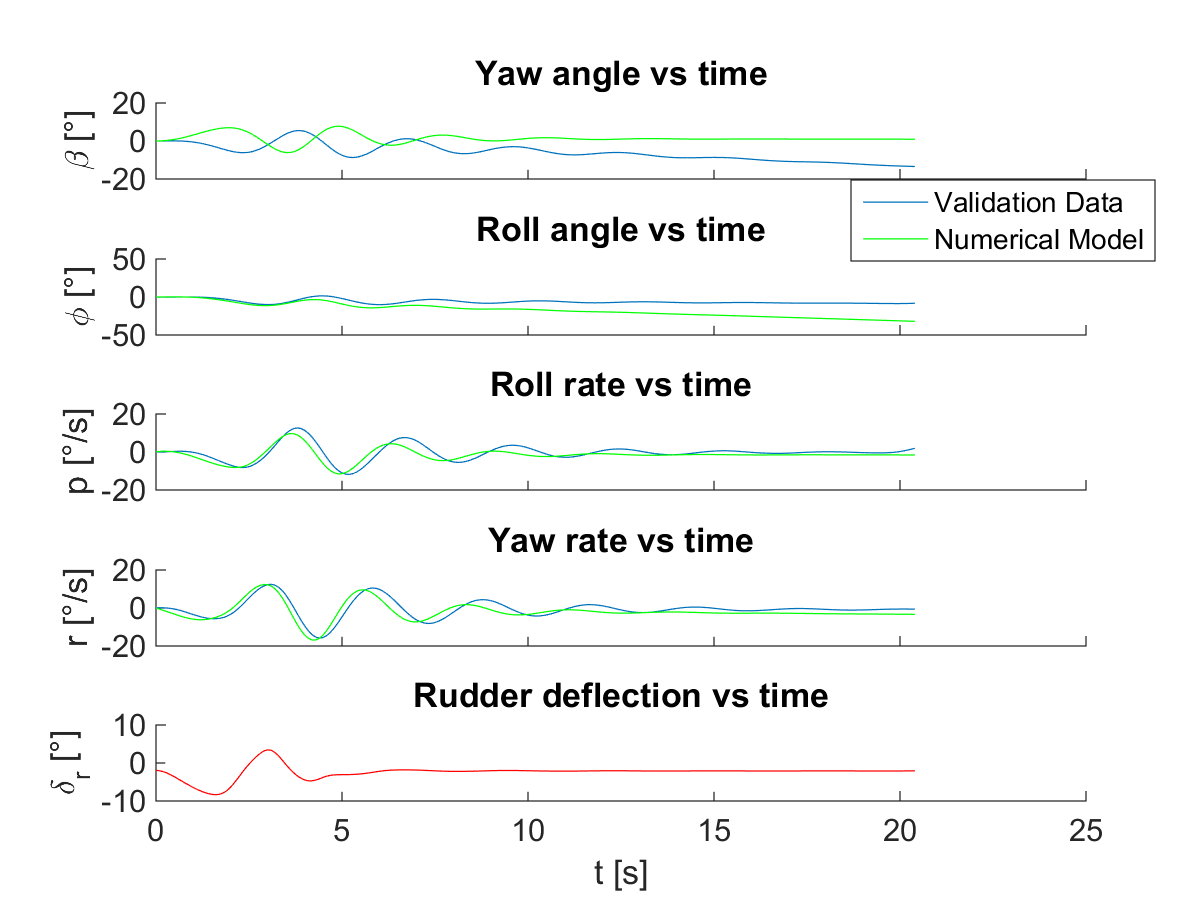 Yaw angle vs time
20
0
-20
β [°]
Validation Data
Numerical Model
Roll angle vs time
50
0
-50
ϕ [°]
Roll rate vs time
20
0
-20
p [°/s]
Yaw rate vs time
20
0
-20
r [°/s]
Rudder deflection vs time
10
0
-10
δr [°]
0 5 10 15 20 25
t [s]